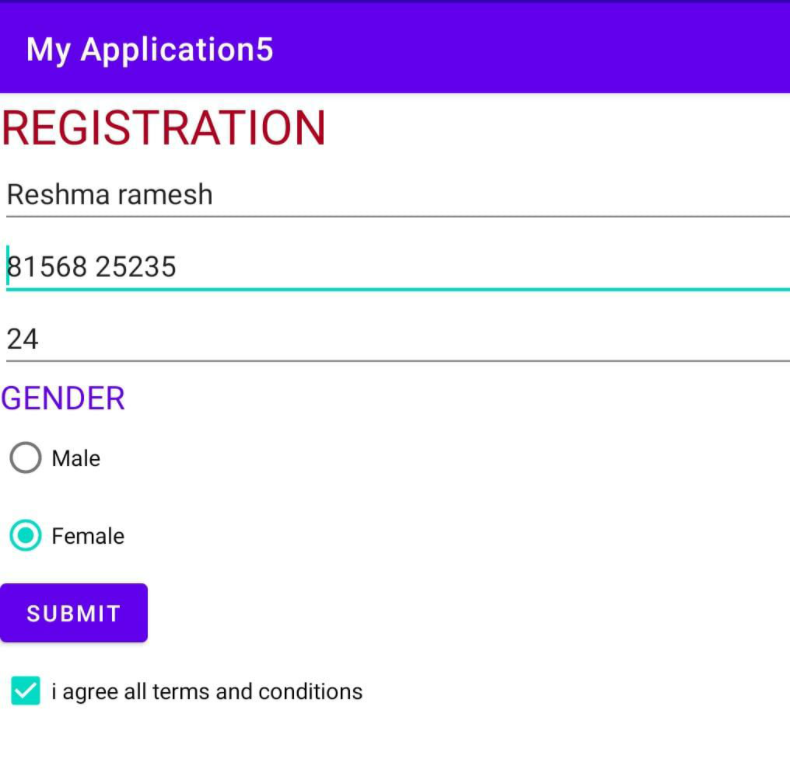 My Application5
REGISTRATION
Reshma ramesh
81568 25235
24
GENDER
Male
Female
SUBMIT
i agree all terms and conditions